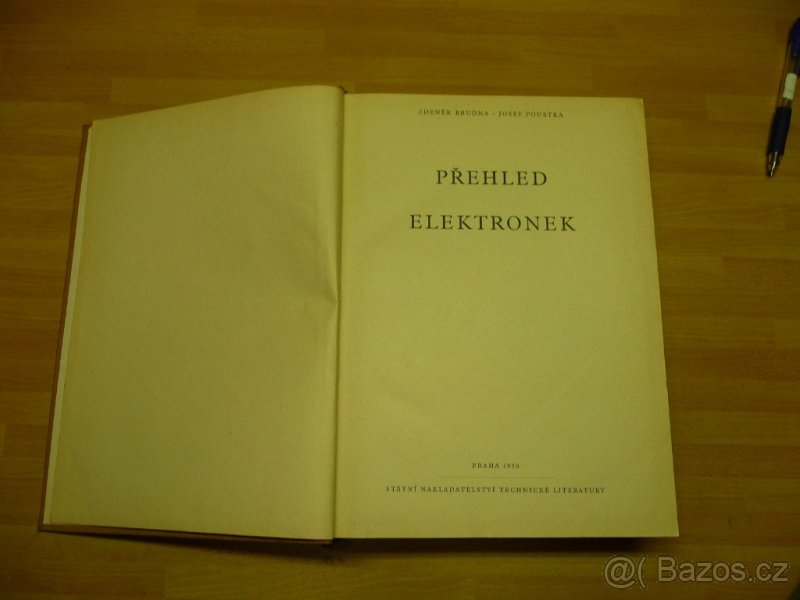 ZDENĚK BRUDNA - JOSEF POUSTKA
PŘEHLED
ELEKTRONEK
PRAHA 1956
STÁTNÍ NAKLADATELSTVÍ TECHNICKÉ LITERATURY
@( Bazos.cz